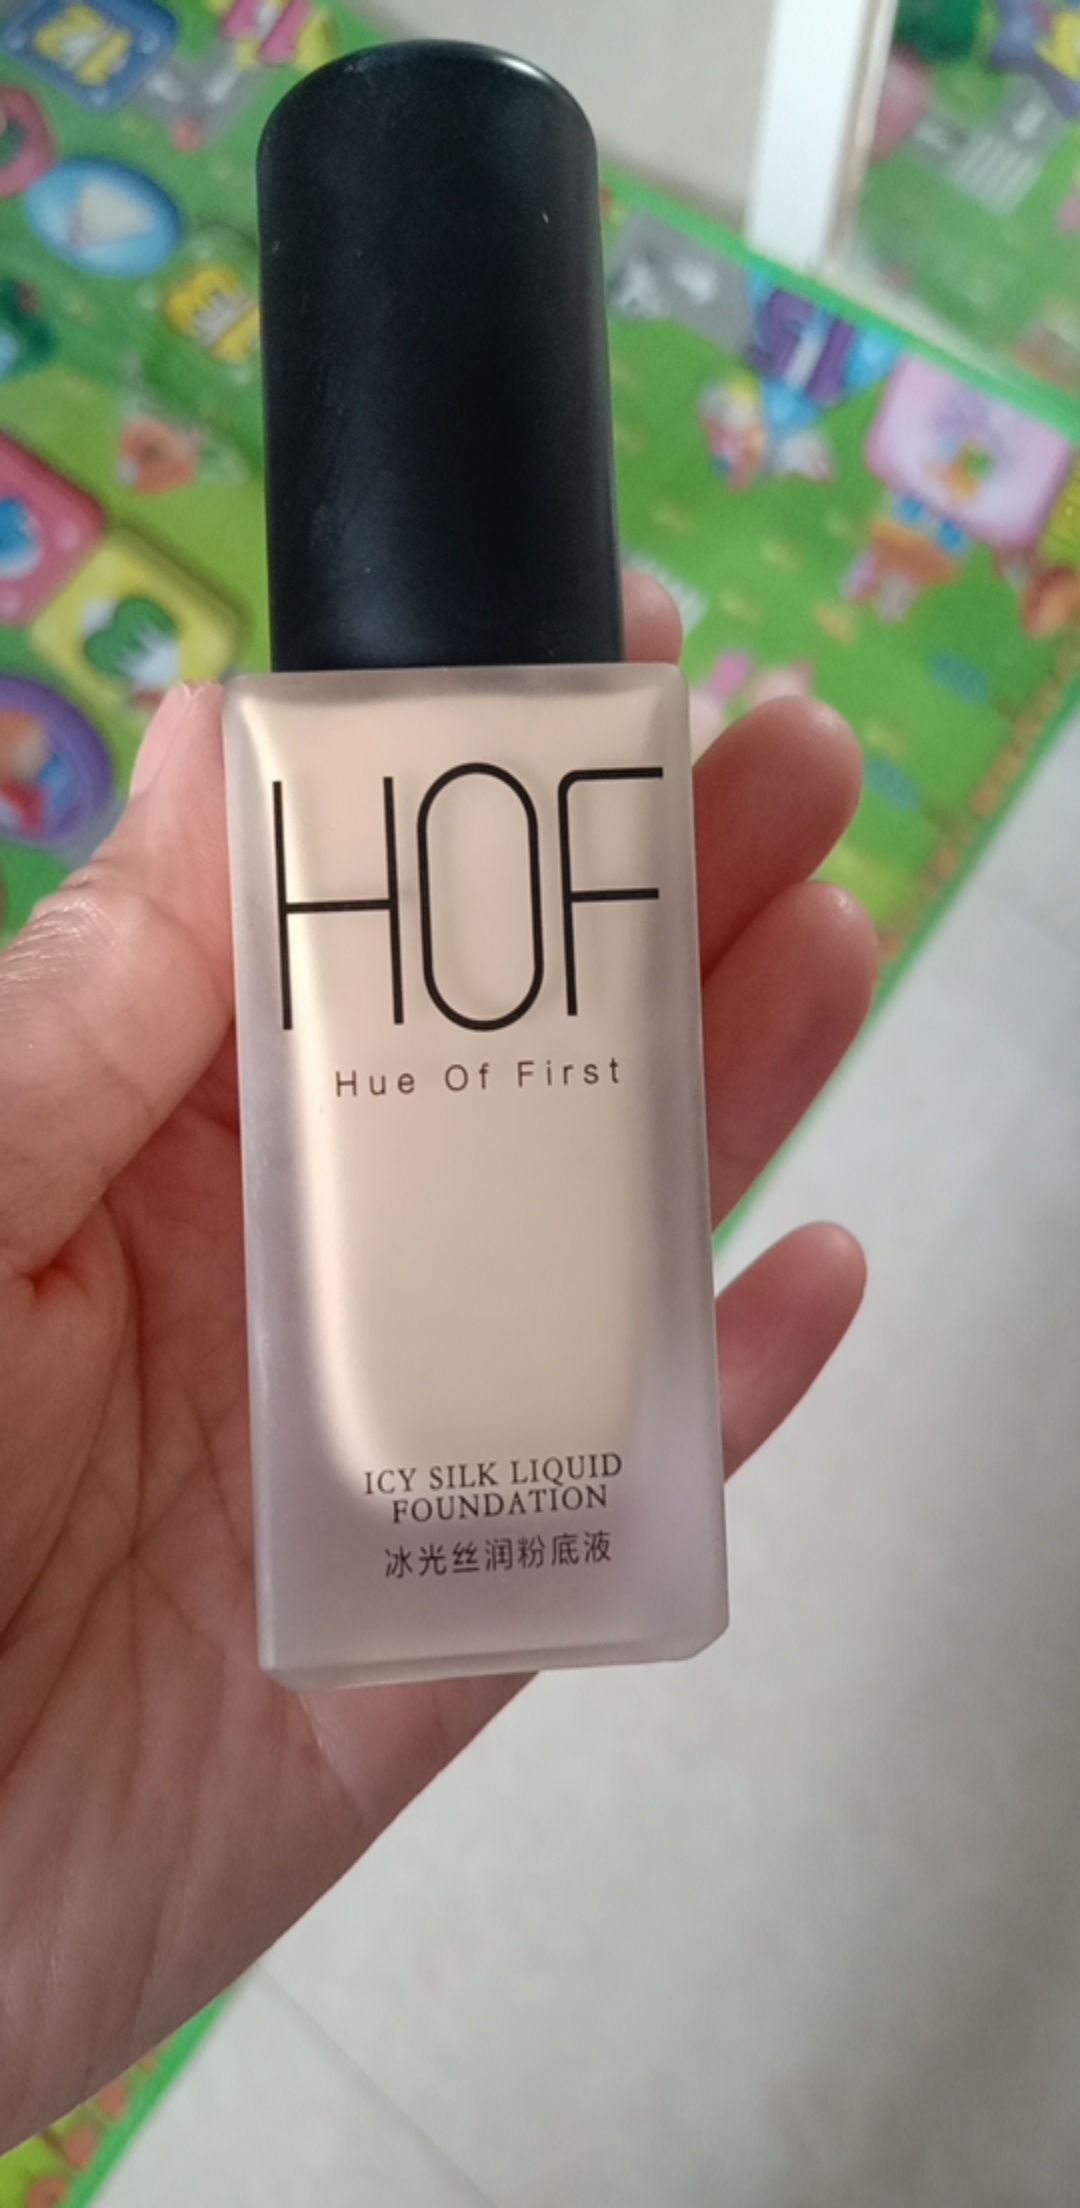 HOF
Hue Of First
ICY SILK LIQUID
FOUNDATION
冰光丝润粉底液